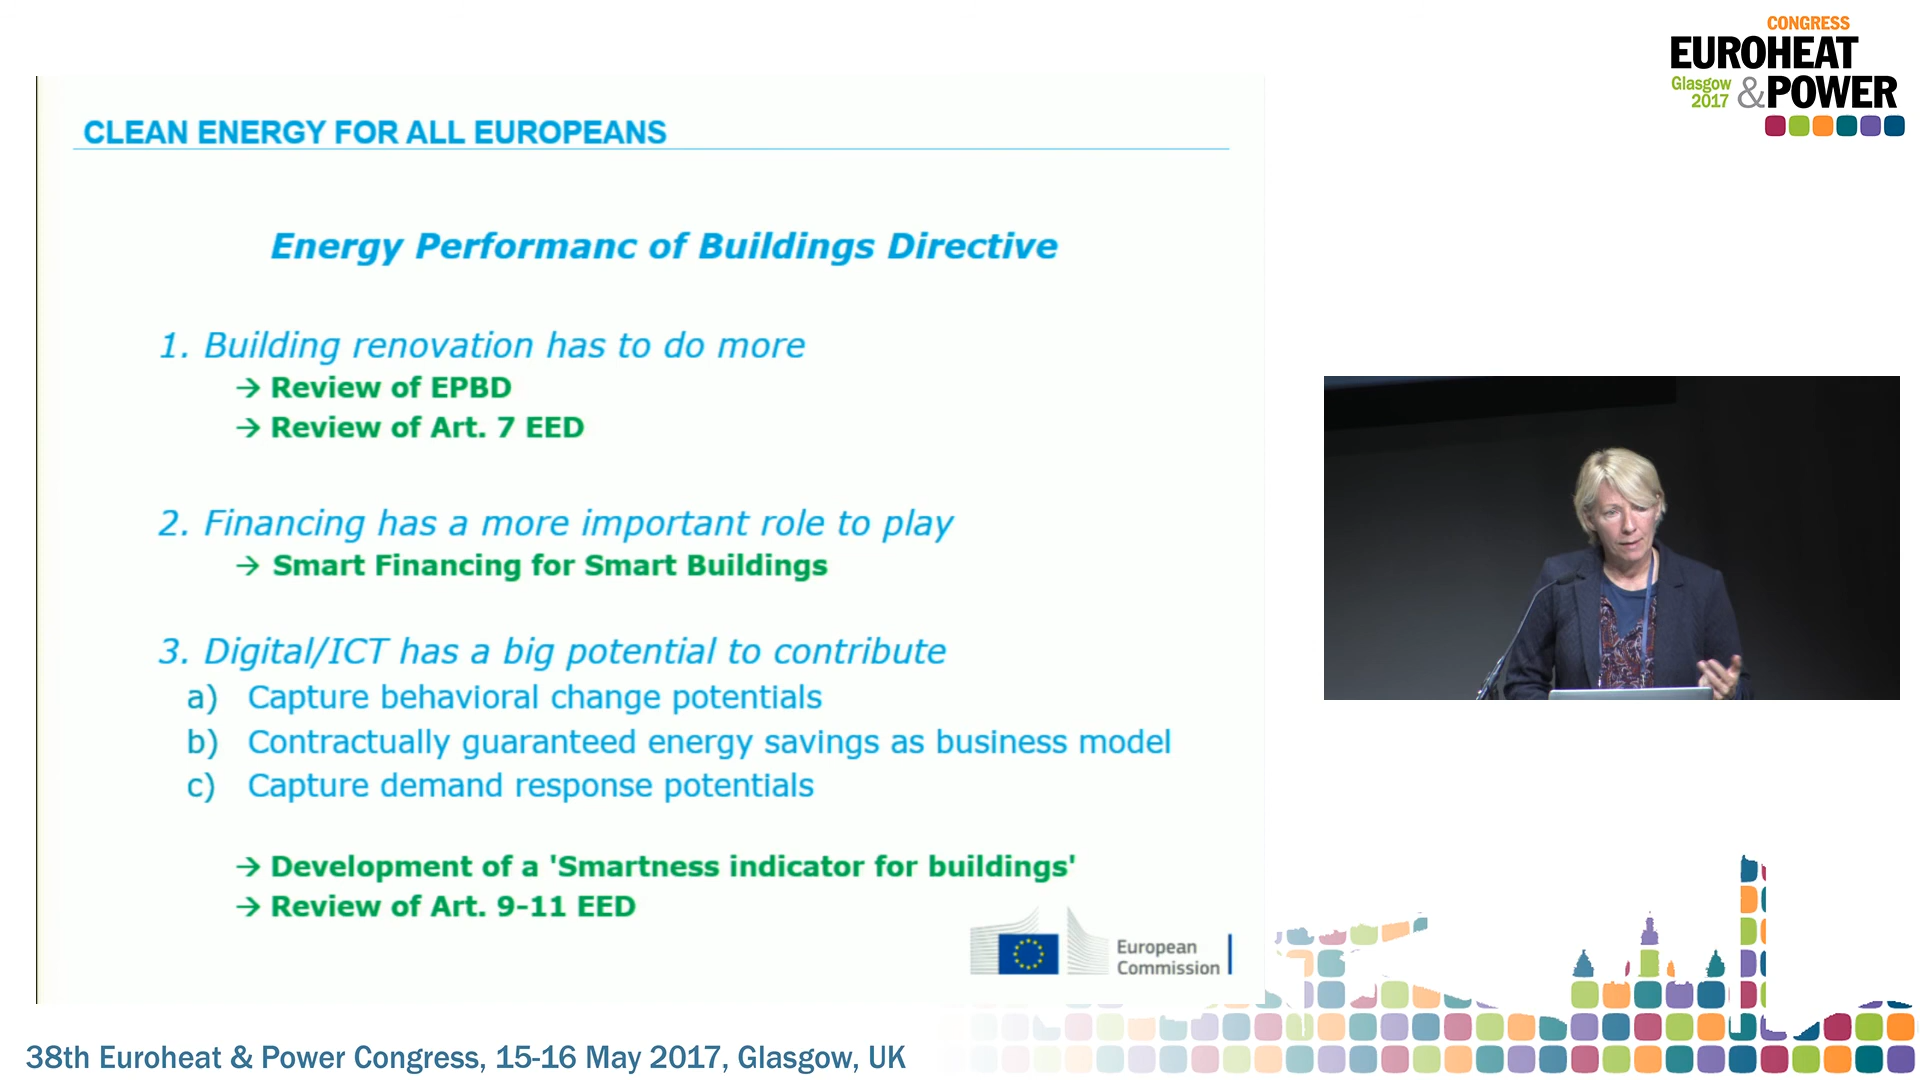 CONGRESS
EUROHEAT
Glasgow
2017
&POWER
CLEAN ENERGY FOR ALL EUROPEANS
Energy Performanc of Buildings Directive
1. Building renovation has to do more
→ Review of EPBD
→ Review of Art. 7 EED
2. Financing has a more important role to play
→ Smart Financing for Smart Buildings
3. Digital/ICT has a big potential to contribute
a) Capture behavioral change potentials
b) Contractually guaranteed energy savings as business model
c) Capture demand response potentials
→ Development of a 'Smartness indicator for buildings'
→ Review of Art. 9-11 EED
European
Commission
38th Euroheat & Power Congress, 15-16 May 2017, Glasgow, UK